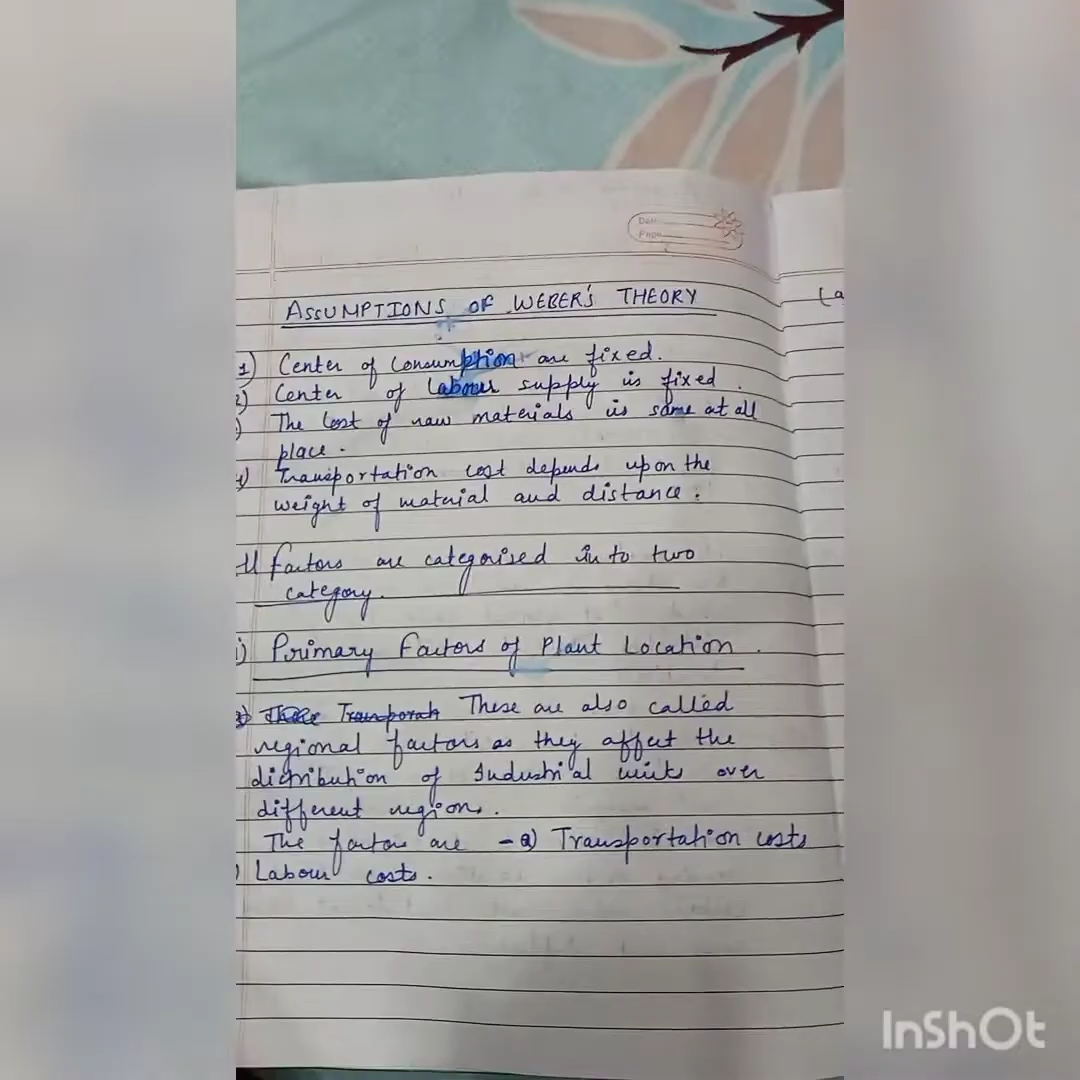 Date
Page
ASSUMPTIONS OF WEBER'S THEORY
(a
1) Center of Consumption are fixed.
2) Center of labour supply is fixed.
) The Cost of raw materials is same at all
place.
4) Transportation cost depends upon the
weight of material and distance:
factors are categorised in to two
category.
i) Primary Factors of Plant Location.
These are also called
regional factors as they affect the
distribution of Industrial units over
different regions.
The factors are - a) Transportation costs
) Labour costs.
InShOt